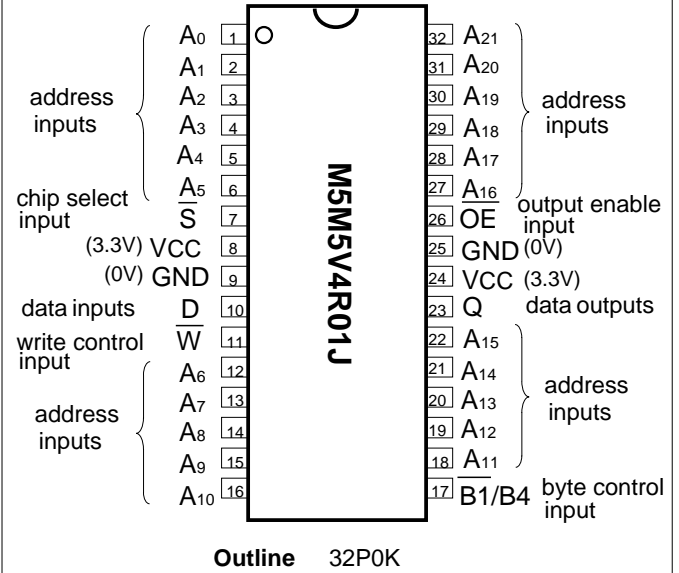 A0 1 32 A21
A1 2 31 A20
address inputs A2 3 30 A19 address inputs
A3 4 29 A18
A4 5 28 A17
A5 6 27 A16
chip select input S̅ 7 26 O̅E̅ output enable input
(3.3V) VCC 8 25 GND (0V)
(0V) GND 9 24 VCC (3.3V)
data inputs D 10 23 Q data outputs
write control input W̅ 11 22 A15
A6 12 21 A14
address inputs A7 13 20 A13 address inputs
A8 14 19 A12
A9 15 18 A11
A10 16 17 B̅1̅/B4 byte control input
M5M5V4R01J
Outline 32P0K